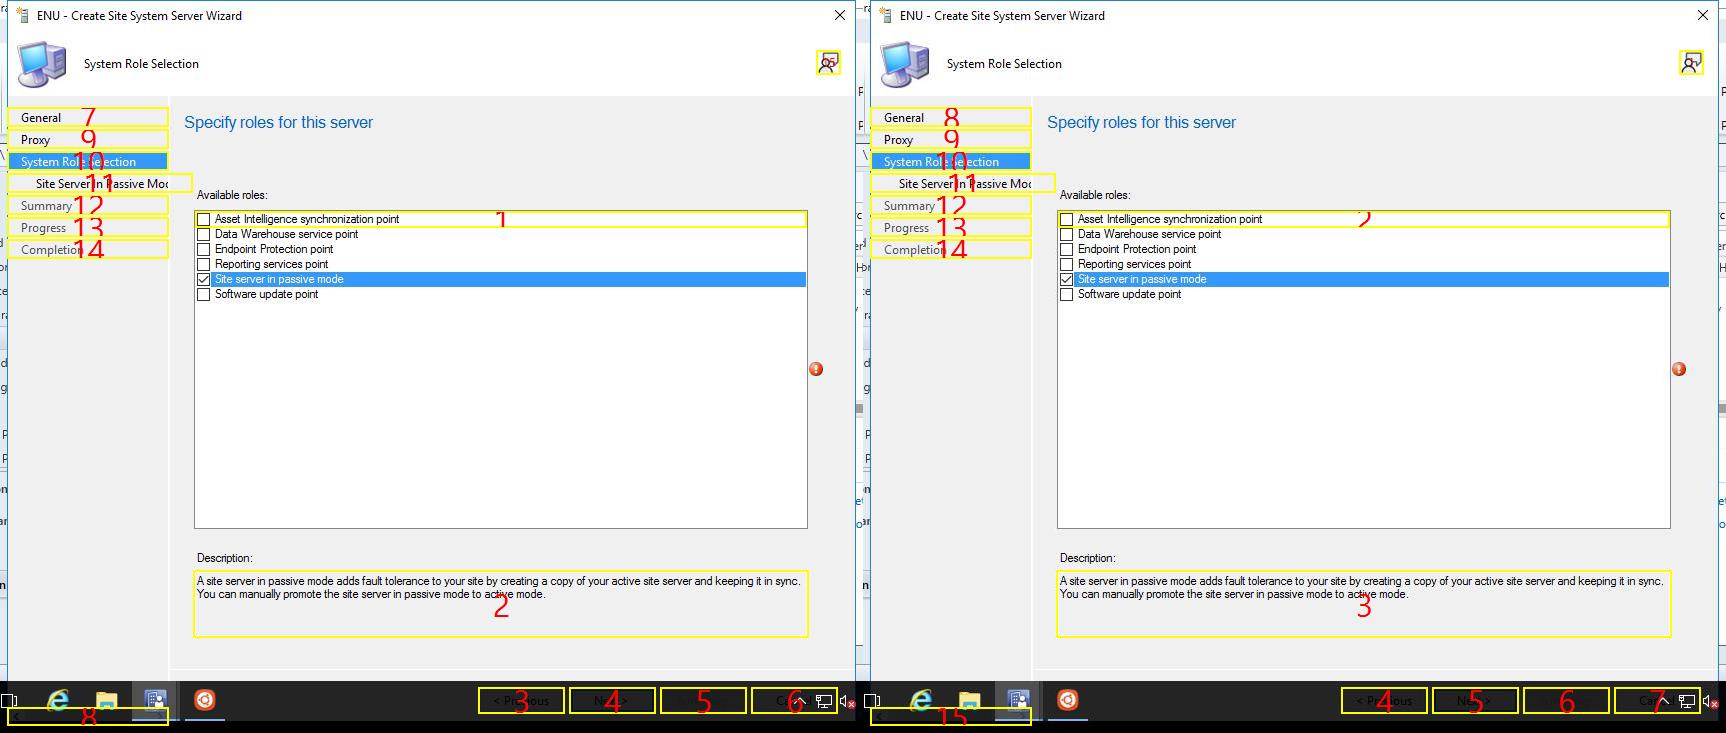 ENU - Create Site System Server Wizard
System Role Selection
General 7
Proxy 9
System Role Selection 10
Site Server In Passive Mod 11
Summary 12
Progress 13
Completion 14
8
Specify roles for this server
Available roles:
Asset Intelligence synchronization point 1
Data Warehouse service point
Endpoint Protection point
Reporting services point
Site server in passive mode
Software update point
Description:
A site server in passive mode adds fault tolerance to your site by creating a copy of your active site server and keeping it in sync.
You can manually promote the site server in passive mode to active mode.
2
< Previous 3
Next > 4
5
6
ENU - Create Site System Server Wizard
System Role Selection
General 8
Proxy 9
System Role Selection 10
Site Server In Passive Mod 11
Summary 12
Progress 13
Completion 14
15
Specify roles for this server
Available roles:
Asset Intelligence synchronization point 2
Data Warehouse service point
Endpoint Protection point
Reporting services point
Site server in passive mode
Software update point
Description:
A site server in passive mode adds fault tolerance to your site by creating a copy of your active site server and keeping it in sync.
You can manually promote the site server in passive mode to active mode.
3
< Previous 4
Next > 5
6
7